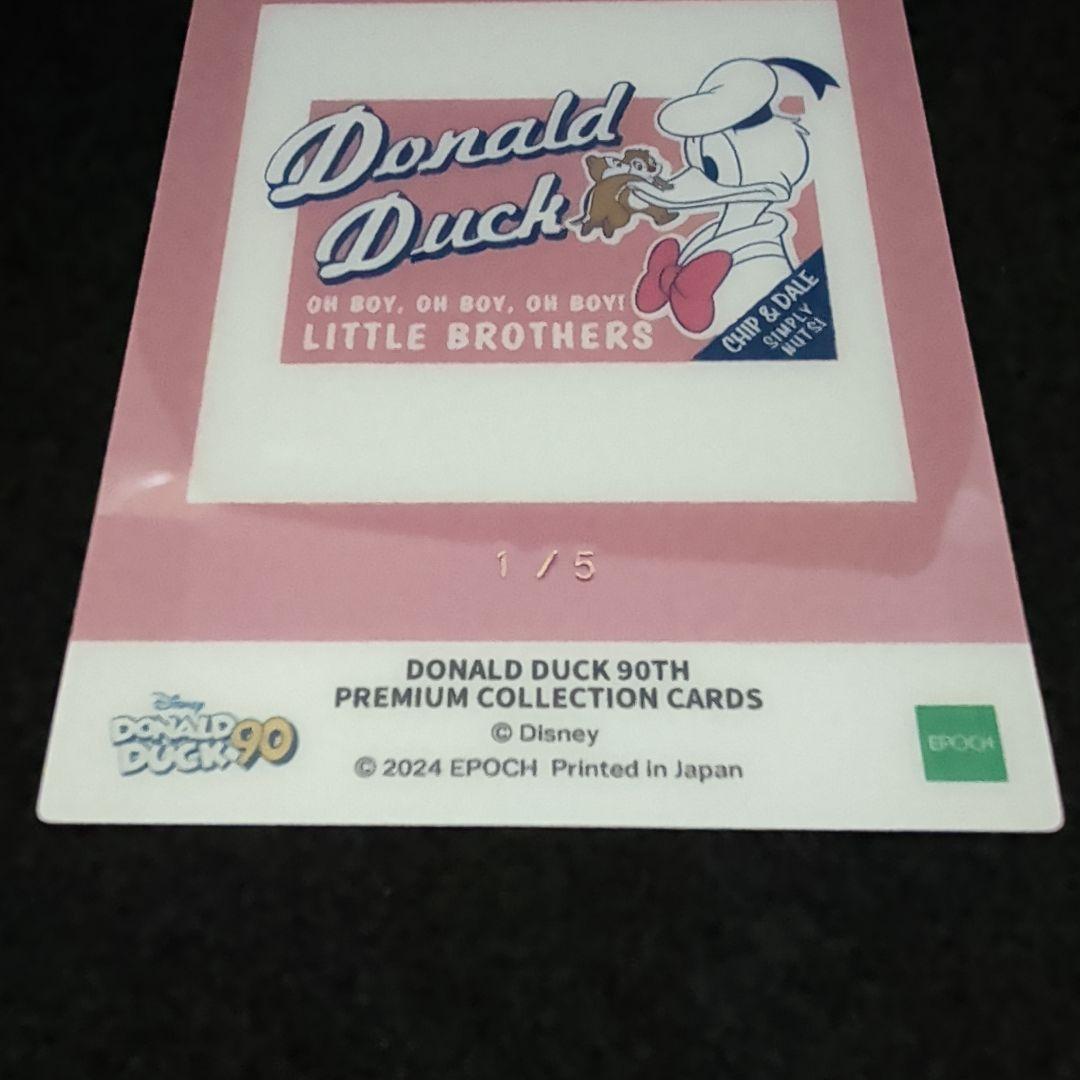 Donald
Duck
OH BOY, OH BOY, OH BOY!
LITTLE BROTHERS
CHIP & DALE
SIMPLY
NUTS!
1 / 5
DONALD DUCK 90TH
PREMIUM COLLECTION CARDS
© Disney
© 2024 EPOCH Printed in Japan
Disney
DONALD
DUCK 90
EPOCH